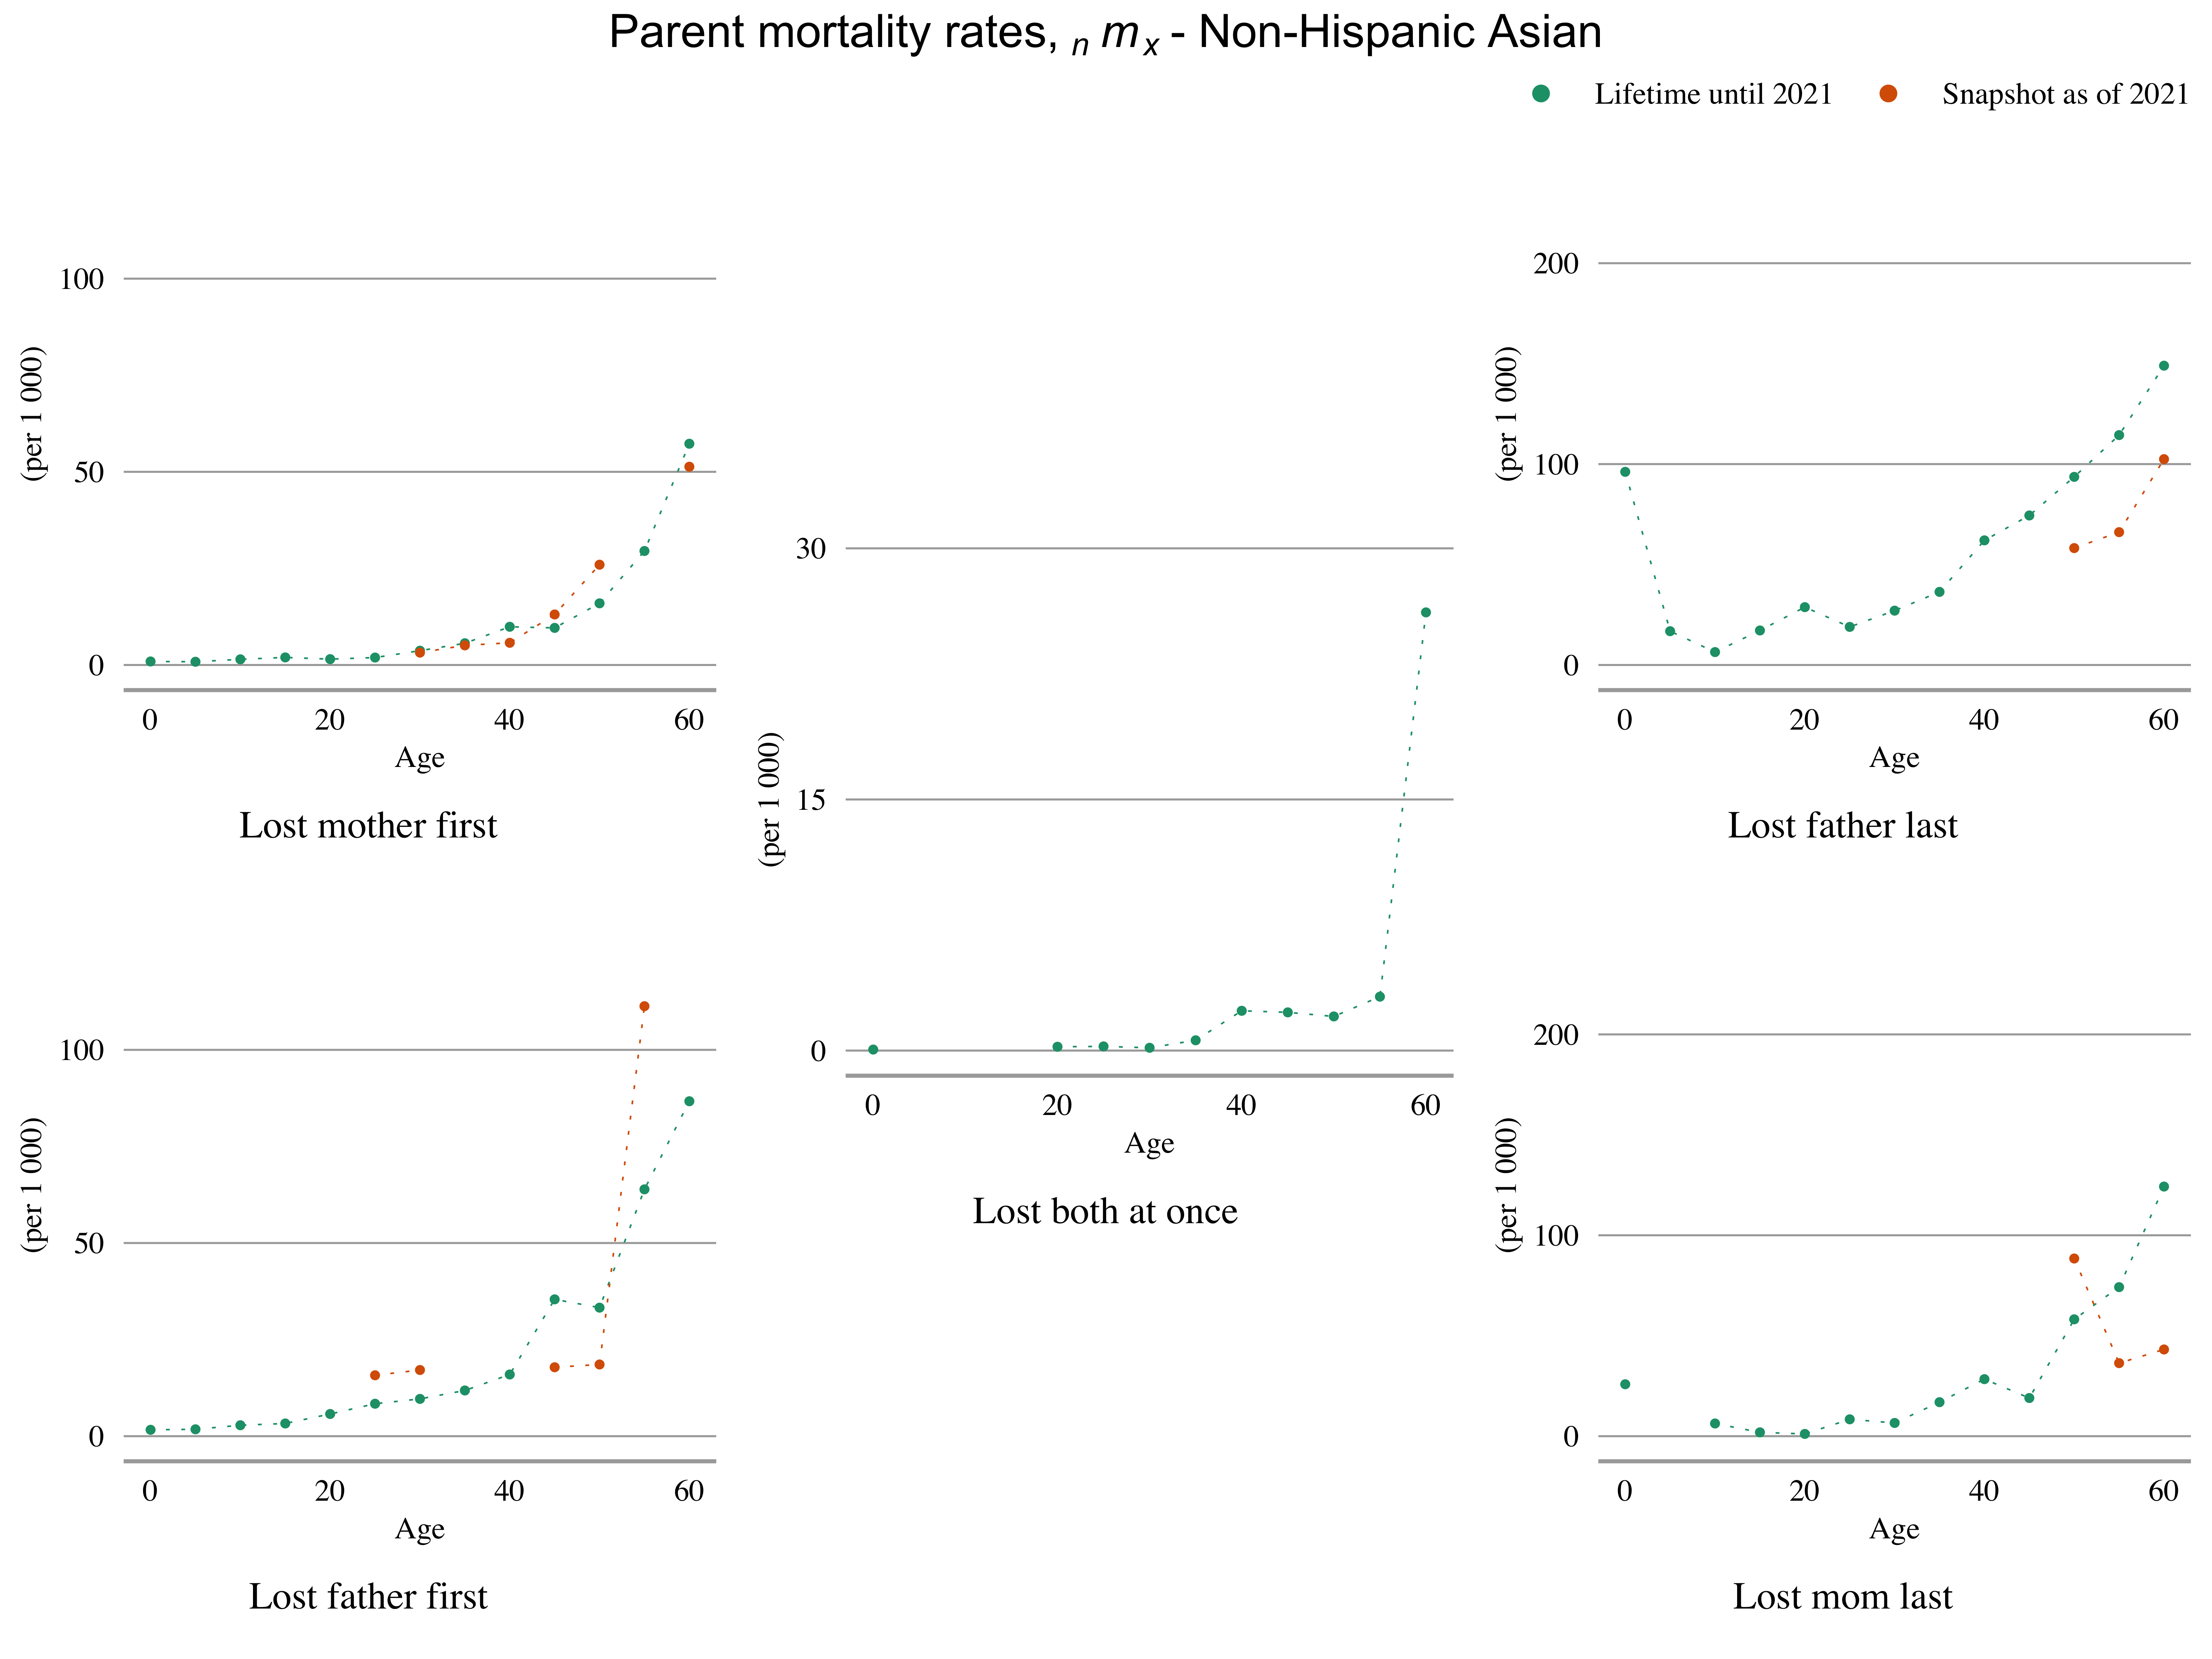 Parent mortality rates, n mx - Non-Hispanic Asian
Lifetime until 2021 Snapshot as of 2021
100
50
0
(per 1 000)
0 20 40 60
Age
Lost mother first
200
100
0
(per 1 000)
0 20 40 60
Age
Lost father last
30
15
0
(per 1 000)
0 20 40 60
Age
Lost both at once
100
50
0
(per 1 000)
0 20 40 60
Age
Lost father first
200
100
0
(per 1 000)
0 20 40 60
Age
Lost mom last